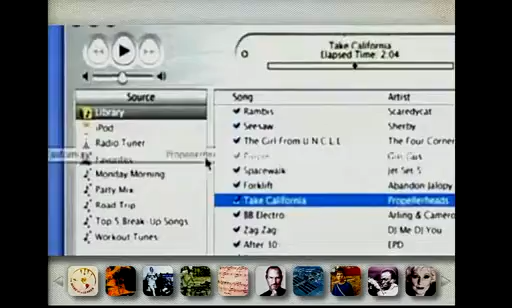 Take California
Elapsed Time: 2:04
Source
Song
Artist
Library
iPod
Radio Tuner
Favorites
Monday Morning
Party Mix
Road Trip
Top 5 Break-Up Songs
Workout Tunes
Rambis
Scaredycat
Seesaw
Sherby
The Girl From U N C L E
The Four Corner
Spacewalk
Jet Set 5
Forklift
Abandon Jalopy
Take California
Propellerheads
BB Electro
Arling & Camero
Zag Zag
DJ Me DJ You
After 10
EPD